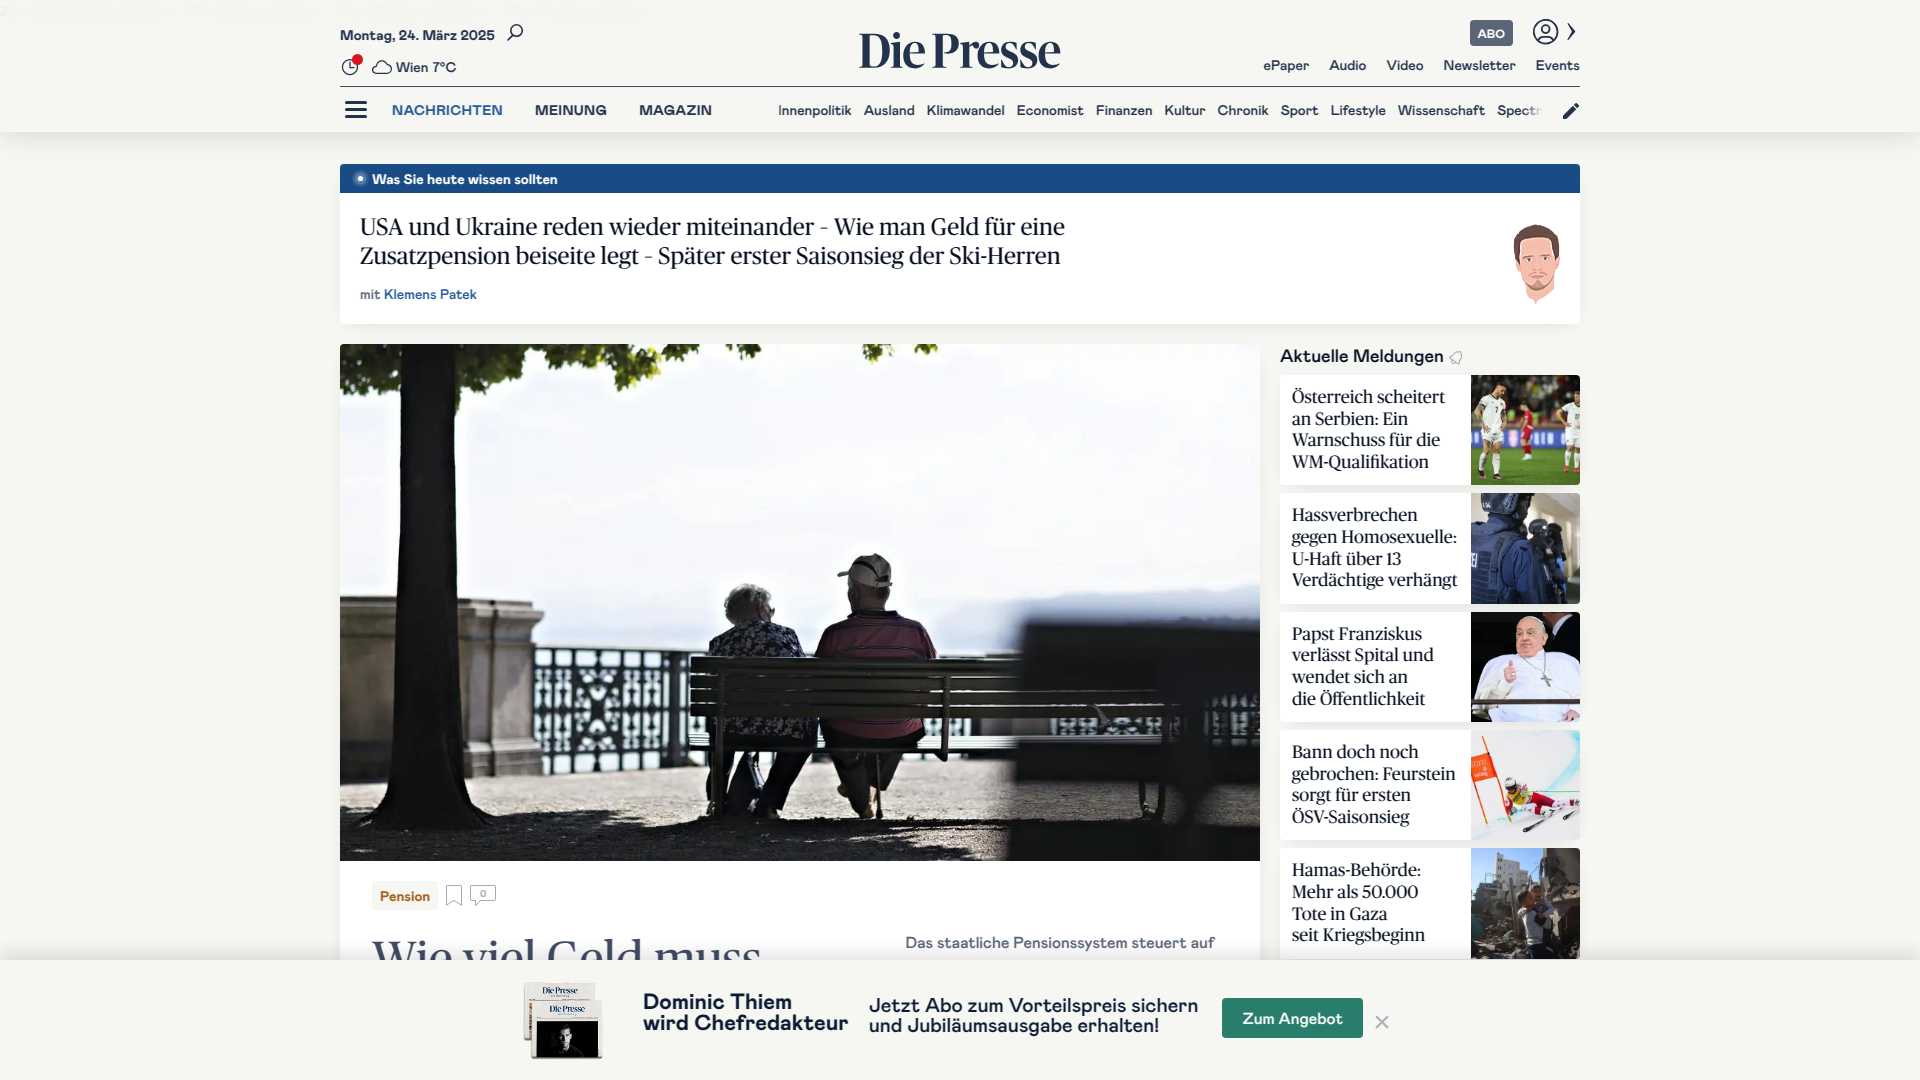 Montag, 24. März 2025
Wien 7°C
Die Presse
ABO
ePaper Audio Video Newsletter Events
NACHRICHTEN MEINUNG MAGAZIN
Innenpolitik Ausland Klimawandel Economist Finanzen Kultur Chronik Sport Lifestyle Wissenschaft Spectr
Was Sie heute wissen sollten
USA und Ukraine reden wieder miteinander – Wie man Geld für eine
Zusatzpension beiseite legt – Später erster Saisonsieg der Ski-Herren
mit Klemens Patek
Aktuelle Meldungen
Österreich scheitert
an Serbien: Ein
Warnschuss für die
WM-Qualifikation
Hassverbrechen
gegen Homosexuelle:
U-Haft über 13
Verdächtige verhängt
Papst Franziskus
verlässt Spital und
wendet sich an
die Öffentlichkeit
Bann doch noch
gebrochen: Feurstein
sorgt für ersten
ÖSV-Saisonsieg
Hamas-Behörde:
Mehr als 50.000
Tote in Gaza
seit Kriegsbeginn
Pension
0
Wie viel Geld muss
Das staatliche Pensionssystem steuert auf
Die Presse
Die Presse
Dominic Thiem
wird Chefredakteur
Jetzt Abo zum Vorteilspreis sichern
und Jubiläumsausgabe erhalten!
Zum Angebot